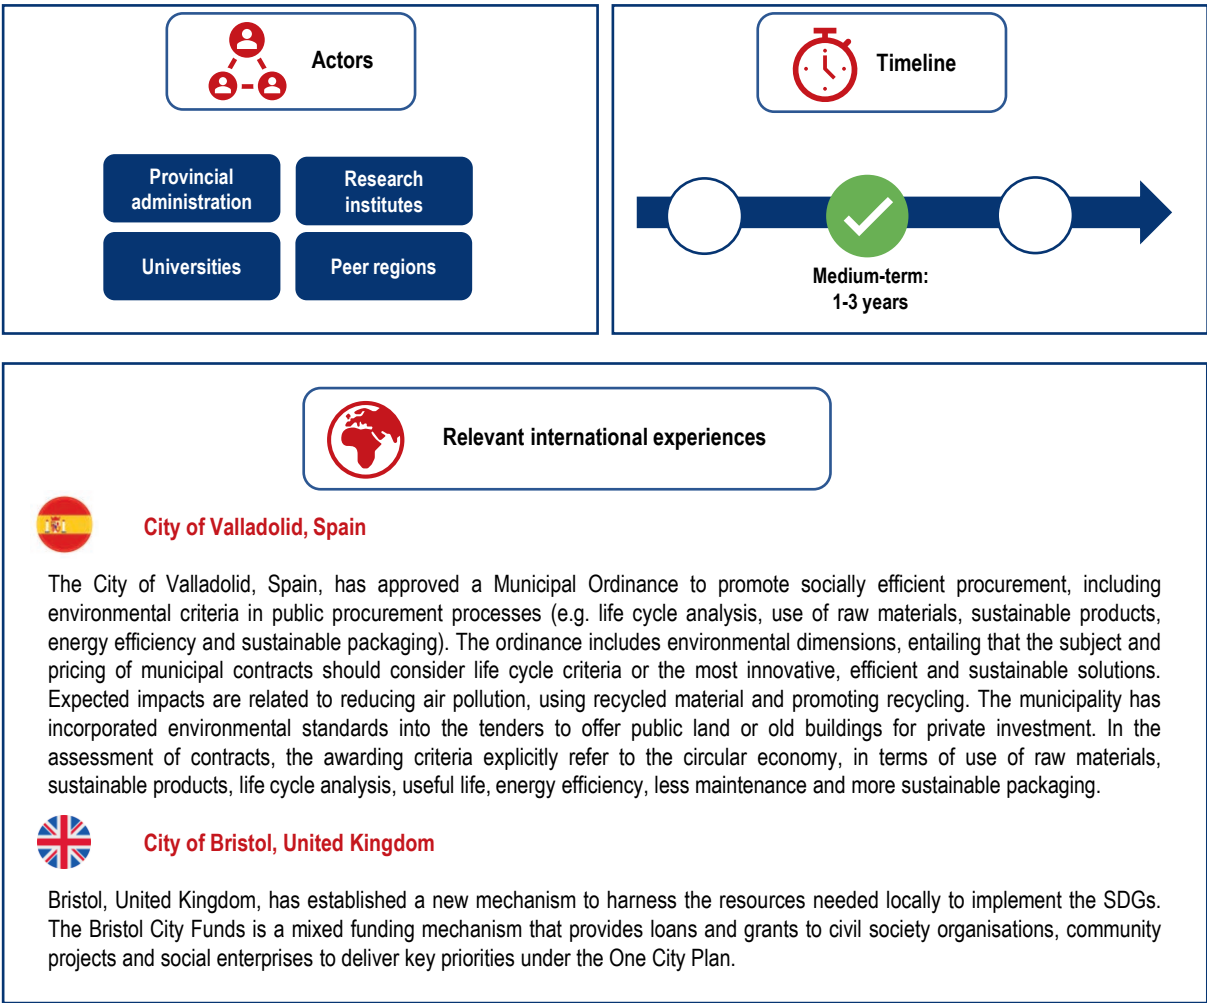 Actors
Timeline
Provincial
administration
Research
institutes
Universities
Peer regions
Medium-term:
1-3 years
Relevant international experiences
City of Valladolid, Spain
The City of Valladolid, Spain, has approved a Municipal Ordinance to promote socially efficient procurement, including
environmental criteria in public procurement processes (e.g. life cycle analysis, use of raw materials, sustainable products,
energy efficiency and sustainable packaging). The ordinance includes environmental dimensions, entailing that the subject and
pricing of municipal contracts should consider life cycle criteria or the most innovative, efficient and sustainable solutions.
Expected impacts are related to reducing air pollution, using recycled material and promoting recycling. The municipality has
incorporated environmental standards into the tenders to offer public land or old buildings for private investment. In the
assessment of contracts, the awarding criteria explicitly refer to the circular economy, in terms of use of raw materials,
sustainable products, life cycle analysis, useful life, energy efficiency, less maintenance and more sustainable packaging.
City of Bristol, United Kingdom
Bristol, United Kingdom, has established a new mechanism to harness the resources needed locally to implement the SDGs.
The Bristol City Funds is a mixed funding mechanism that provides loans and grants to civil society organisations, community
projects and social enterprises to deliver key priorities under the One City Plan.